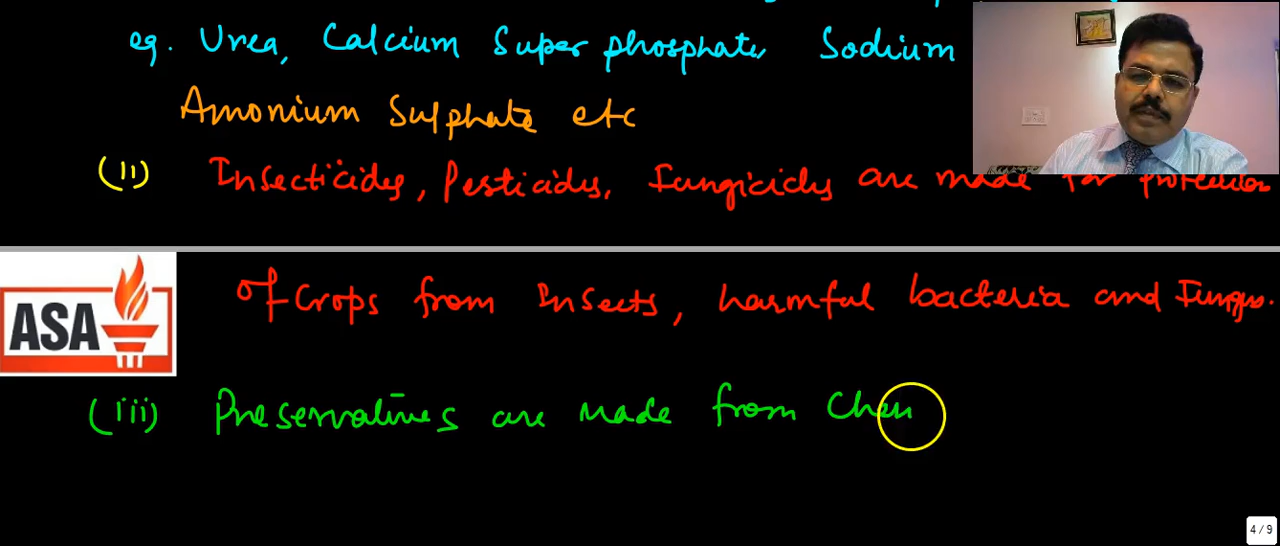 eg. Urea, Calcium Super phosphate, Sodium
Amonium Sulphate etc
(ii) Insecticides, Pesticides, Fungicides are made for protection
of Crops from Insects, harmful bacteria and Fungus.
ASA
(iii) Preservatives are made from Chem
4 / 9